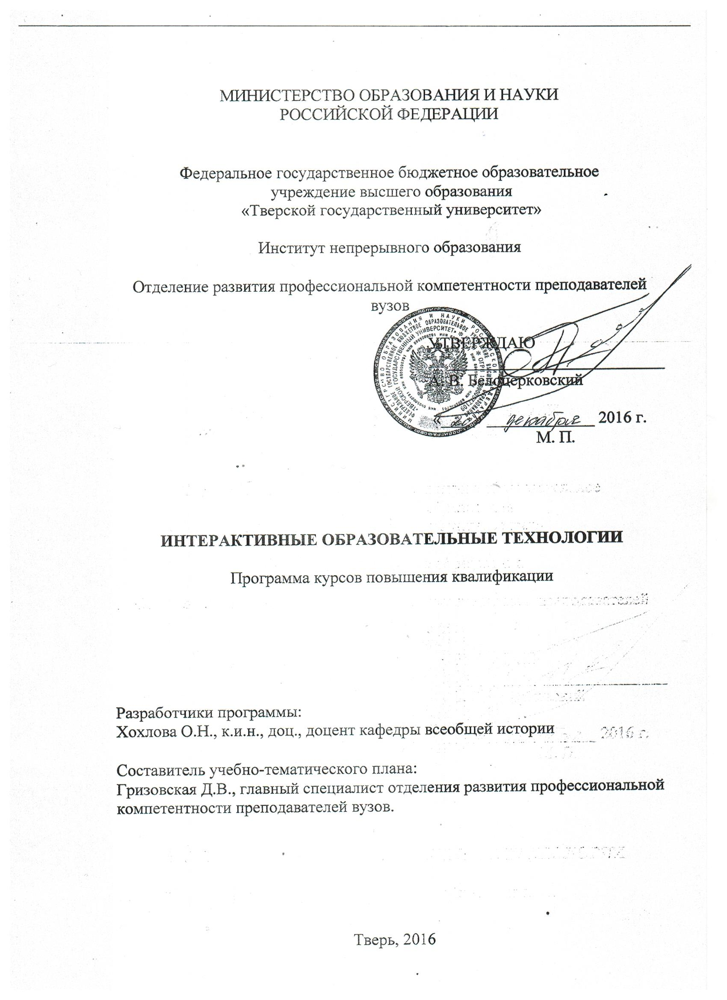 МИНИСТЕРСТВО ОБРАЗОВАНИЯ И НАУКИ
РОССИЙСКОЙ ФЕДЕРАЦИИ
Федеральное государственное бюджетное образовательное
учреждение высшего образования
«Тверской государственный университет»
Институт непрерывного образования
Отделение развития профессиональной компетентности преподавателей
вузов
УТВЕРЖДАЮ
А. В. Белоцерковский
« декабря 2016 г.
М. П.
ИНТЕРАКТИВНЫЕ ОБРАЗОВАТЕЛЬНЫЕ ТЕХНОЛОГИИ
Программа курсов повышения квалификации
Разработчики программы:
Хохлова О.Н., к.и.н., доц., доцент кафедры всеобщей истории
2016 г.
Составитель учебно-тематического плана:
Гризовская Д.В., главный специалист отделения развития профессиональной
компетентности преподавателей вузов.
Тверь, 2016